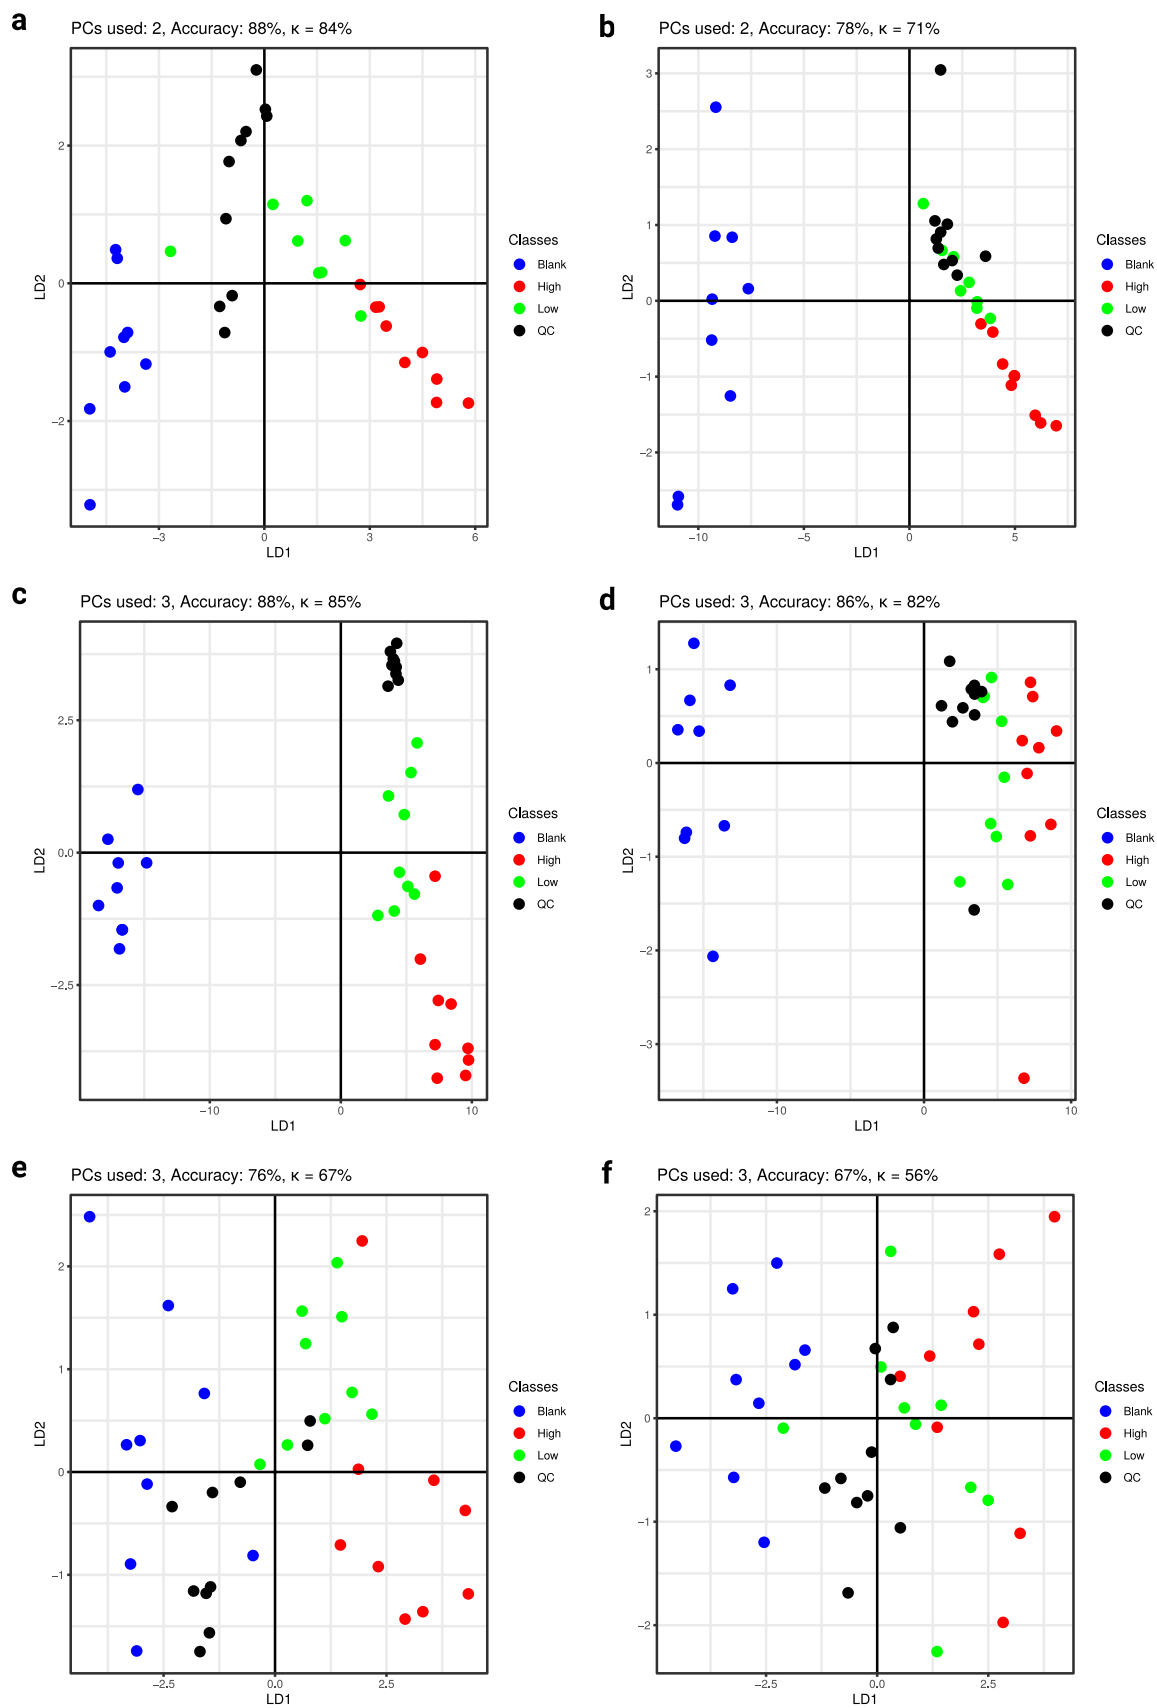 a
PCs used: 2, Accuracy: 88%, κ = 84%
LD2
2
0
−2
−3
0
3
6
LD1
Classes
Blank
High
Low
QC
b
PCs used: 2, Accuracy: 78%, κ = 71%
LD2
3
2
1
0
−1
−2
−10
−5
0
5
LD1
Classes
Blank
High
Low
QC
c
PCs used: 3, Accuracy: 88%, κ = 85%
LD2
2.5
0.0
−2.5
−10
0
10
LD1
Classes
Blank
High
Low
QC
d
PCs used: 3, Accuracy: 86%, κ = 82%
LD2
1
0
−1
−2
−3
−10
0
10
LD1
Classes
Blank
High
Low
QC
e
PCs used: 3, Accuracy: 76%, κ = 67%
LD2
2
1
0
−1
−2.5
0.0
2.5
LD1
Classes
Blank
High
Low
QC
f
PCs used: 3, Accuracy: 67%, κ = 56%
LD2
2
1
0
−1
−2
−2.5
0.0
2.5
LD1
Classes
Blank
High
Low
QC